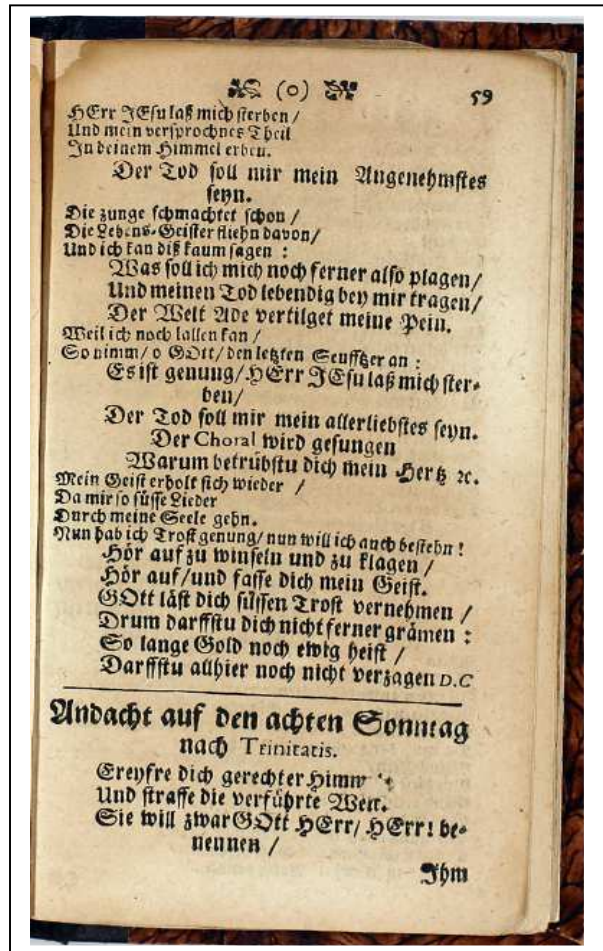 (o) 59
HErr JEsu laß mich sterben /
Und mein versprochnes Theil
In deinem Himmel erben.
Der Tod soll mir mein Angenehmstes
seyn.
Die zunge schmachtet schon /
Die Lebens-Geister fliehn davon /
Und ich kan diß kaum sagen :
Was soll ich mich noch ferner also plagen /
Und meinen Tod lebendig bey mir tragen /
Der Welt Ade vertilget meine Pein.
Weil ich noch lallen kan /
So nimm / o GOtt / den letzten Seufftzer an :
Es ist genung / HErr JEsu laß mich ster-
ben /
Der Tod soll mir mein allerliebstes seyn.
Der Choral wird gesungen
Warum betrübstu dich mein Hertz ꝛc.
Mein Geist erholt sich wieder /
Da mir so süsse Lieder
Durch meine Seele gehn.
Nun hab ich Trost genung / nun will ich auch bestehn !
Hör auf zu winseln und zu klagen /
Hör auf / und fasse dich mein Geist.
GOtt läst dich süssen Trost vernehmen /
Drum darffstu dich nicht ferner grämen :
So lange Gold noch ewig heist /
Darffstu allhier noch nicht verzagen D.C
Andacht auf den achten Sonntag
nach Trinitatis.
Ereyfre dich gerechter
Und straffe die verführte Welt.
Sie will zwar GOtt HErr / HErr ! be-
nennen /
Ihm